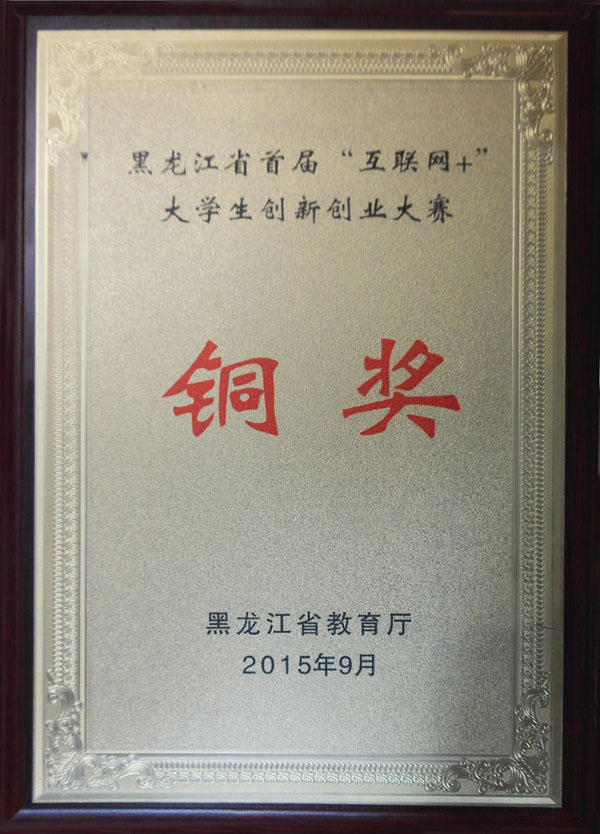 黑龙江省首届“互联网+”
大学生创新创业大赛
铜奖
黑龙江省教育厅
2015年9月